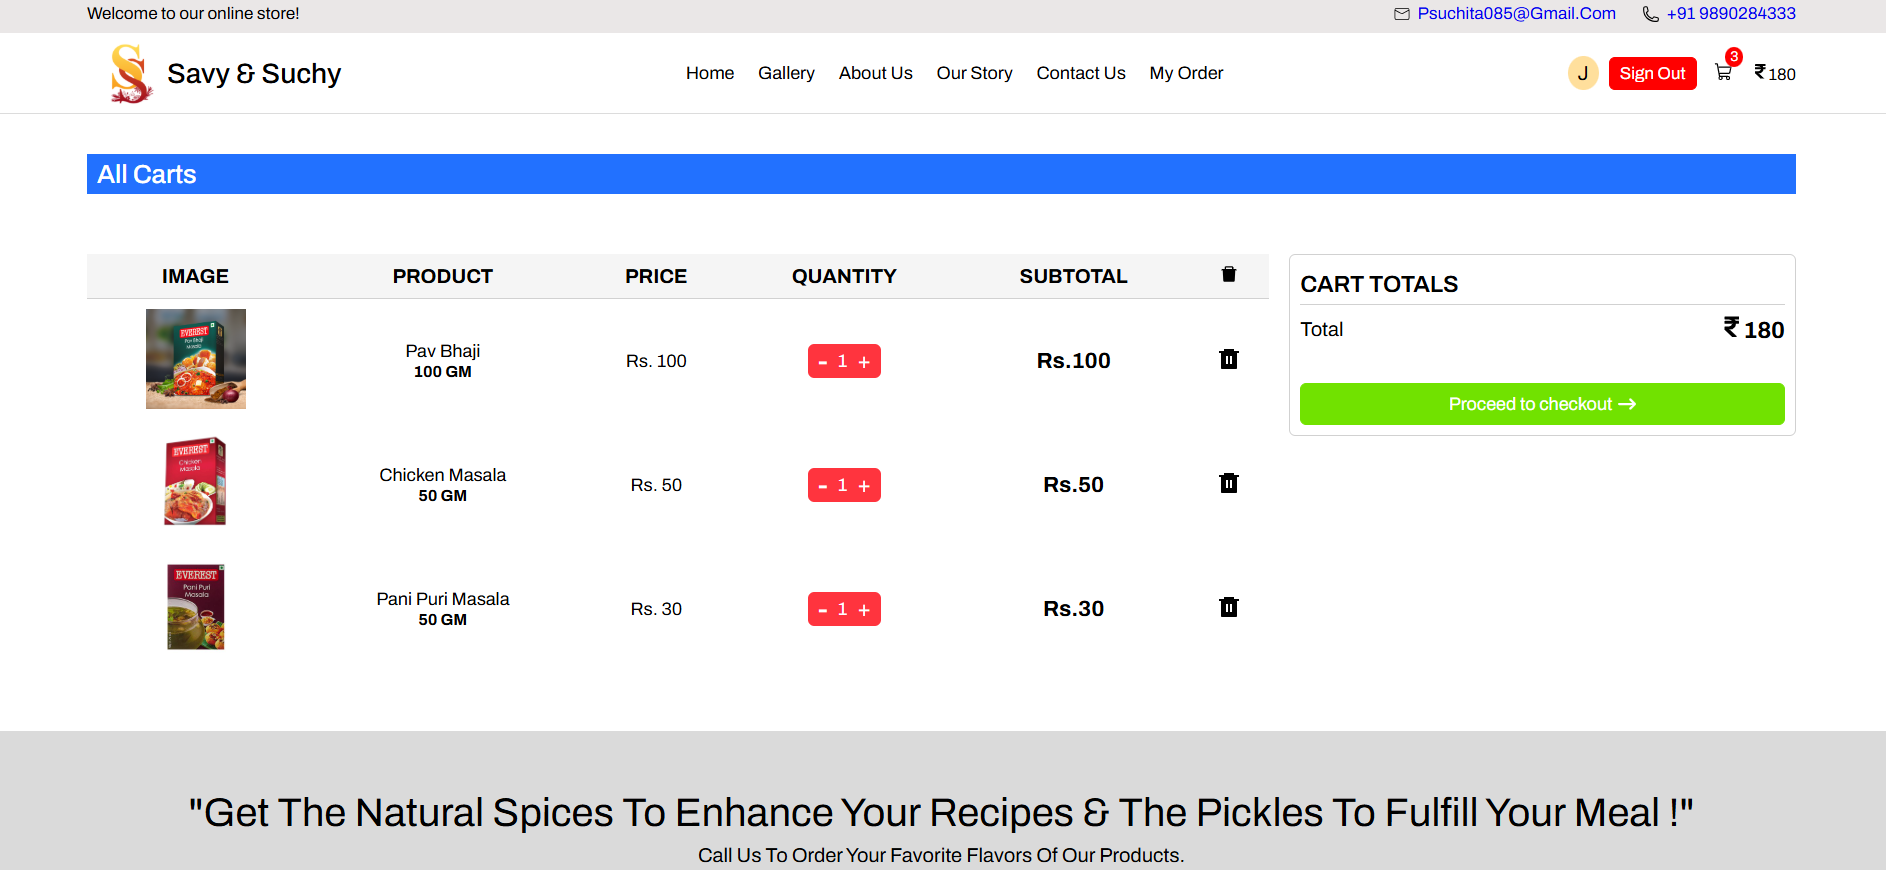 Welcome to our online store!
Psuchita085@Gmail.Com
+91 9890284333
Savy & Suchy
Home
Gallery
About Us
Our Story
Contact Us
My Order
J
Sign Out
3
₹180
All Carts
IMAGE
PRODUCT
PRICE
QUANTITY
SUBTOTAL
EVEREST
Pav Bhaji
Masala
Pav Bhaji
100 GM
Rs. 100
- 1 +
Rs.100
EVEREST
Chicken
Masala
Chicken Masala
50 GM
Rs. 50
- 1 +
Rs.50
EVEREST
Pani Puri
Masala
Pani Puri Masala
50 GM
Rs. 30
- 1 +
Rs.30
CART TOTALS
Total
₹ 180
Proceed to checkout →
"Get The Natural Spices To Enhance Your Recipes & The Pickles To Fulfill Your Meal !"
Call Us To Order Your Favorite Flavors Of Our Products.